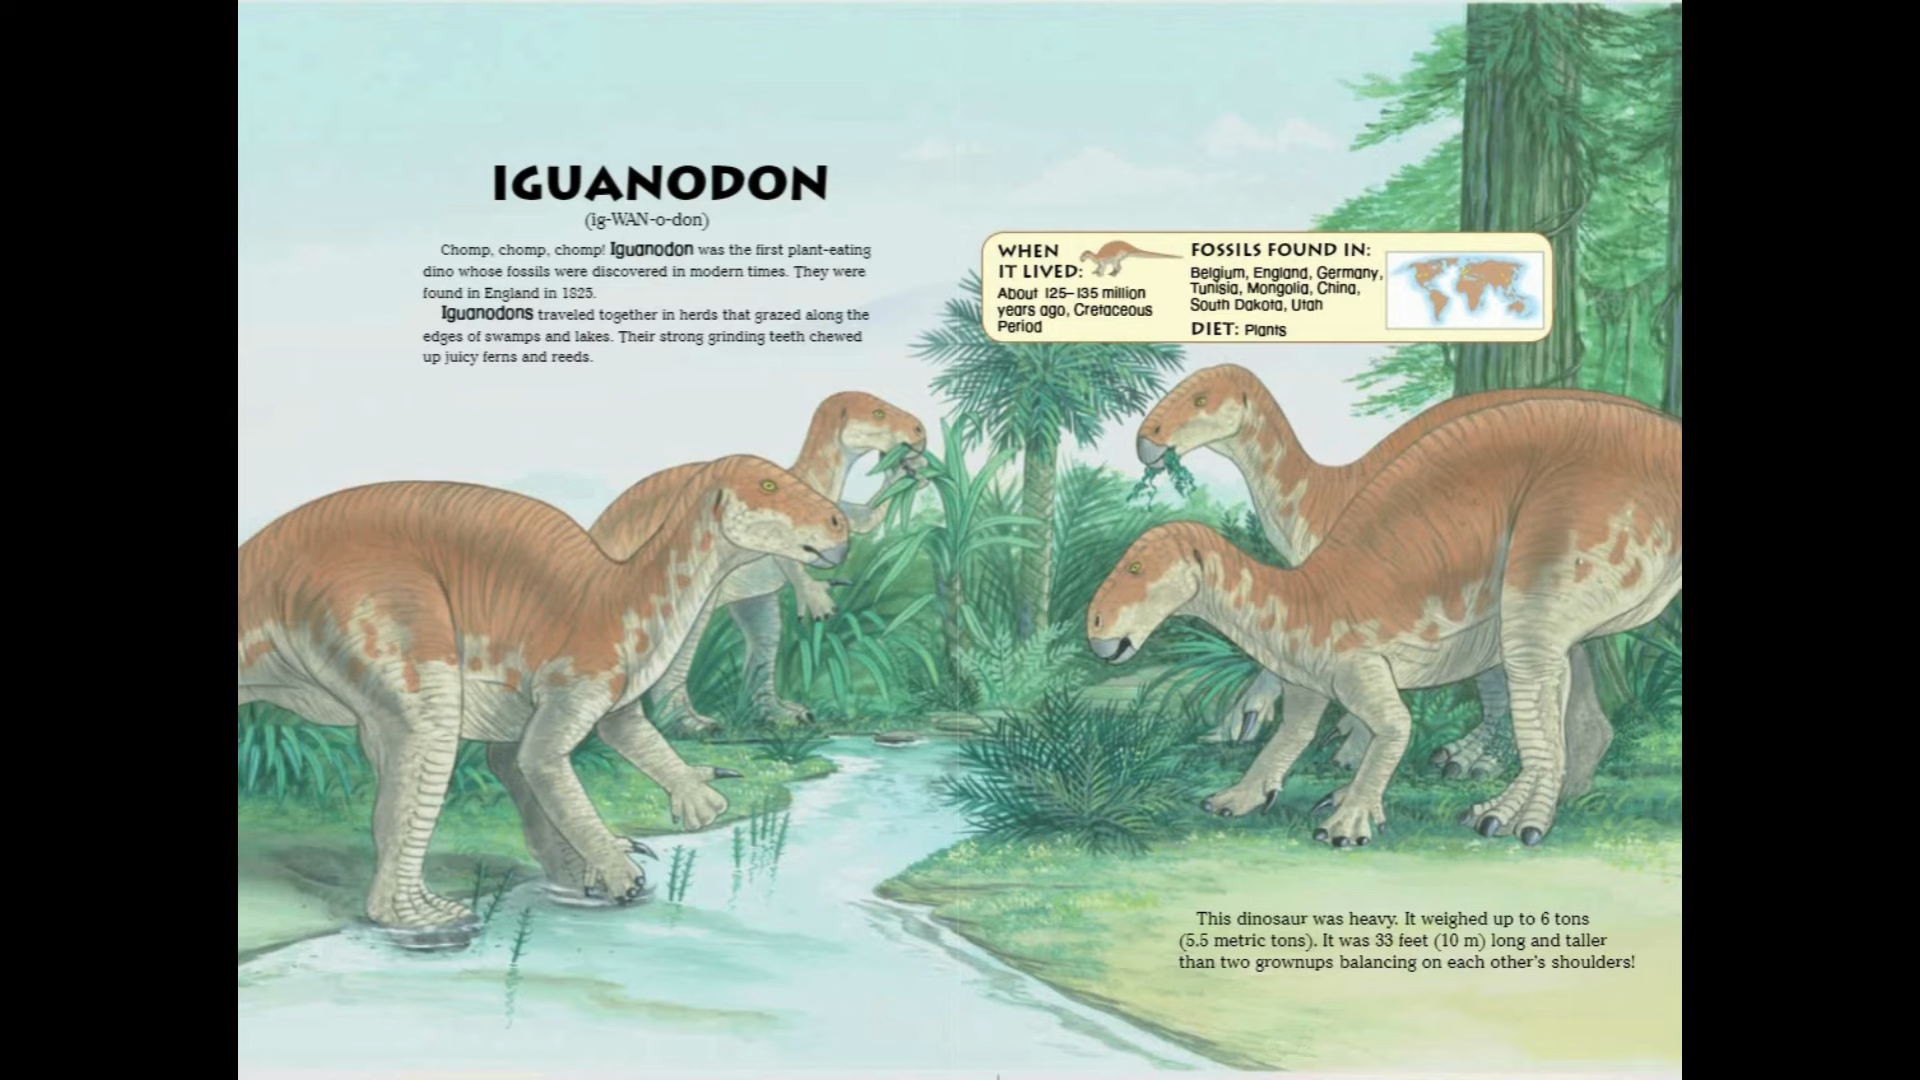 IGUANODON
(ig-WAN-o-don)
Chomp, chomp, chomp! Iguanodon was the first plant-eating
dino whose fossils were discovered in modern times. They were
found in England in 1825.
Iguanodons traveled together in herds that grazed along the
edges of swamps and lakes. Their strong grinding teeth chewed
up juicy ferns and reeds.
WHEN
IT LIVED:
About 125–135 million
years ago, Cretaceous
Period
FOSSILS FOUND IN:
Belgium, England, Germany,
Tunisia, Mongolia, China,
South Dakota, Utah
DIET: Plants
This dinosaur was heavy. It weighed up to 6 tons
(5.5 metric tons). It was 33 feet (10 m) long and taller
than two grownups balancing on each other's shoulders!